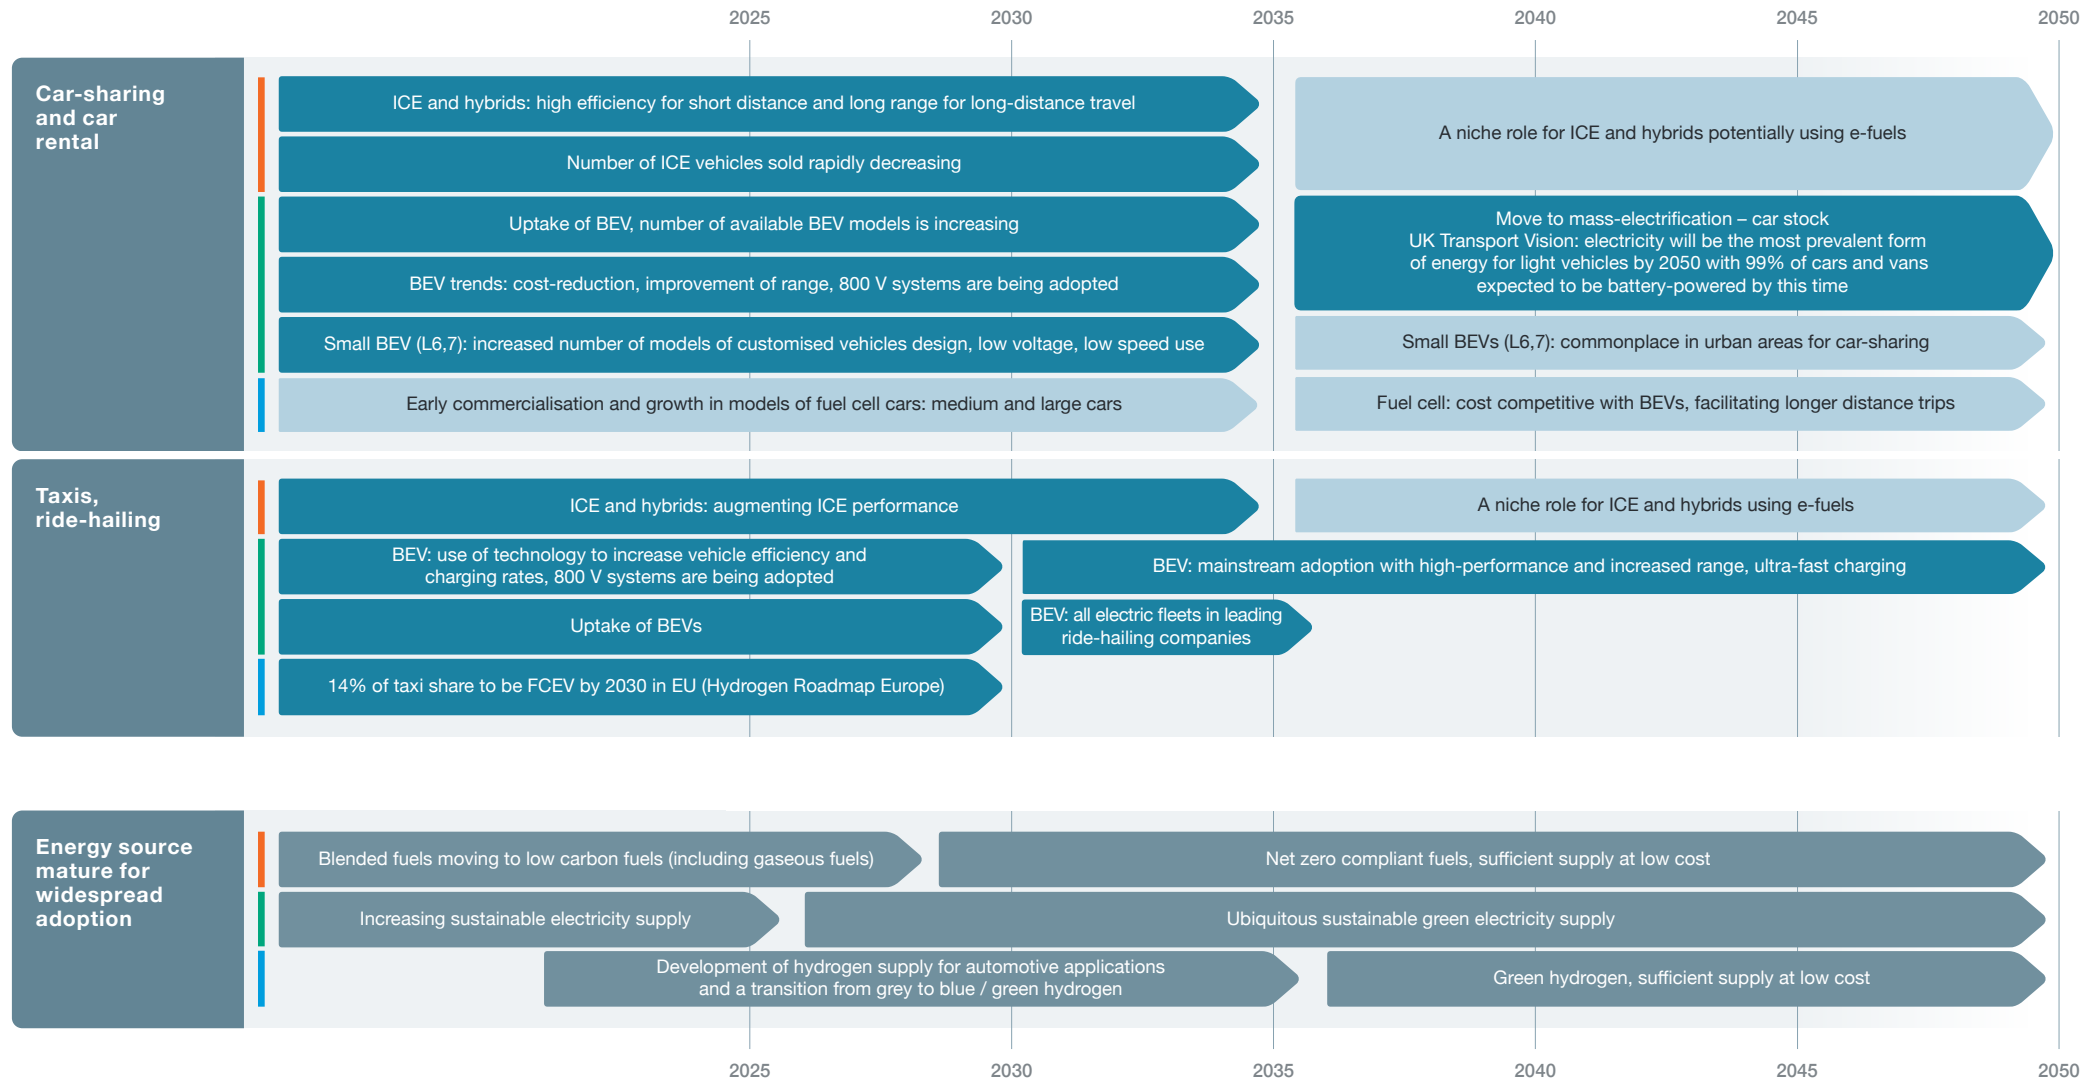 2025 2030 2035 2040 2045 2050
Car-sharing
and car
rental
ICE and hybrids: high efficiency for short distance and long range for long-distance travel
Number of ICE vehicles sold rapidly decreasing
A niche role for ICE and hybrids potentially using e-fuels
Uptake of BEV, number of available BEV models is increasing
BEV trends: cost-reduction, improvement of range, 800 V systems are being adopted
Move to mass-electrification – car stock
UK Transport Vision: electricity will be the most prevalent form
of energy for light vehicles by 2050 with 99% of cars and vans
expected to be battery-powered by this time
Small BEV (L6,7): increased number of models of customised vehicles design, low voltage, low speed use
Small BEVs (L6,7): commonplace in urban areas for car-sharing
Early commercialisation and growth in models of fuel cell cars: medium and large cars
Fuel cell: cost competitive with BEVs, facilitating longer distance trips
Taxis,
ride-hailing
ICE and hybrids: augmenting ICE performance
A niche role for ICE and hybrids using e-fuels
BEV: use of technology to increase vehicle efficiency and
charging rates, 800 V systems are being adopted
BEV: mainstream adoption with high-performance and increased range, ultra-fast charging
Uptake of BEVs
BEV: all electric fleets in leading
ride-hailing companies
14% of taxi share to be FCEV by 2030 in EU (Hydrogen Roadmap Europe)
Energy source
mature for
widespread
adoption
Blended fuels moving to low carbon fuels (including gaseous fuels)
Net zero compliant fuels, sufficient supply at low cost
Increasing sustainable electricity supply
Ubiquitous sustainable green electricity supply
Development of hydrogen supply for automotive applications
and a transition from grey to blue / green hydrogen
Green hydrogen, sufficient supply at low cost
2025 2030 2035 2040 2045 2050